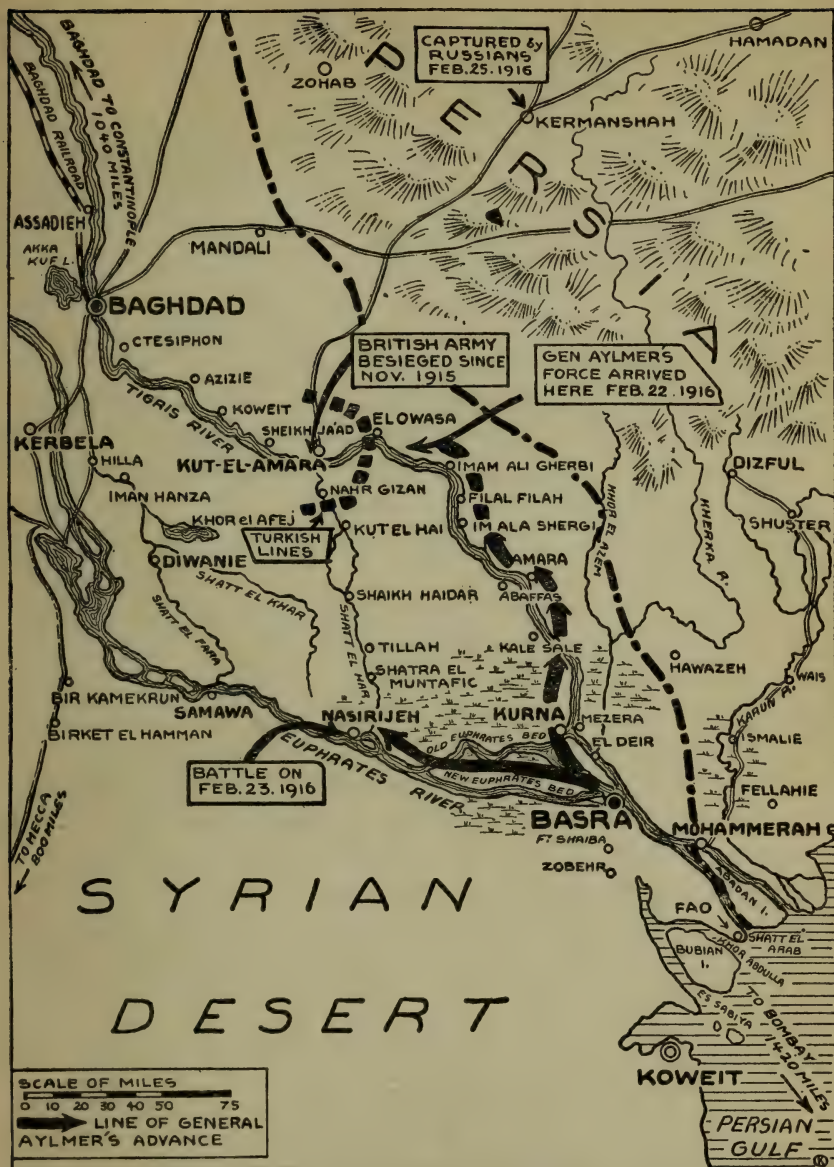 CAPTURED by
RUSSIANS
FEB. 25. 1916
HAMADAN
ZOHAB
KERMANSHAH
PERSIA
BAGHDAD TO CONSTANTINOPLE
1040 MILES
BAGHDAD RAILROAD
ASSADIEH
AKKA
KUF L.
MANDALI
BAGHDAD
CTESIPHON
AZIZIE
TIGRIS RIVER
KOWEIT
SHEIKH JAAD
BRITISH ARMY
BESIEGED SINCE
NOV. 1915
GEN AYLMERS
FORCE ARRIVED
HERE FEB. 22. 1916
EL OWASA
KERBELA
KUT-EL-AMARA
IMAM ALI GHERBI
DIZFUL
HILLA
IMAN HANZA
NAHR GIZAN
FILAL FILAH
KHOR el AFEJ
KUT EL HAI
IM ALA SHERGI
SHUSTER
TURKISH
LINES
KHOR EL AZEM
KHERKA R.
DIWANIE
SHATT EL KHAR
AMARA
ABAFFAS
SHAIKH HAIDAR
SHATT EL FARA
SHATT EL HAI
TILLAH
KALE SALE
SHATRA EL
MUNTAFIC
HAWAZEH
WAIS
BIR KAMEKRUN
SAMAWA
NASIRIJEH
KURNA
MEZERA
KARUN R.
BIRKET EL HAMMAN
EL DEIR
ISMALIE
OLD EUPHRATES BED
BATTLE ON
FEB. 23. 1916
EUPHRATES RIVER
NEW EUPHRATES BED
FELLAHIE
BASRA
MOHAMMERAH
FT SHAIBA
ZOBEHR
TO MECCA
800 MILES
ABADAN I.
FAO
SHATT EL
ARAB
SYRIAN
BUBIAN
I.
KHOR ABDULLA
ES SABIYA
TO BOMBAY
1420 MILES
DESERT
KOWEIT
SCALE OF MILES
0 10 20 30 40 50 75
LINE OF GENERAL
AYLMER'S ADVANCE
PERSIAN
GULF